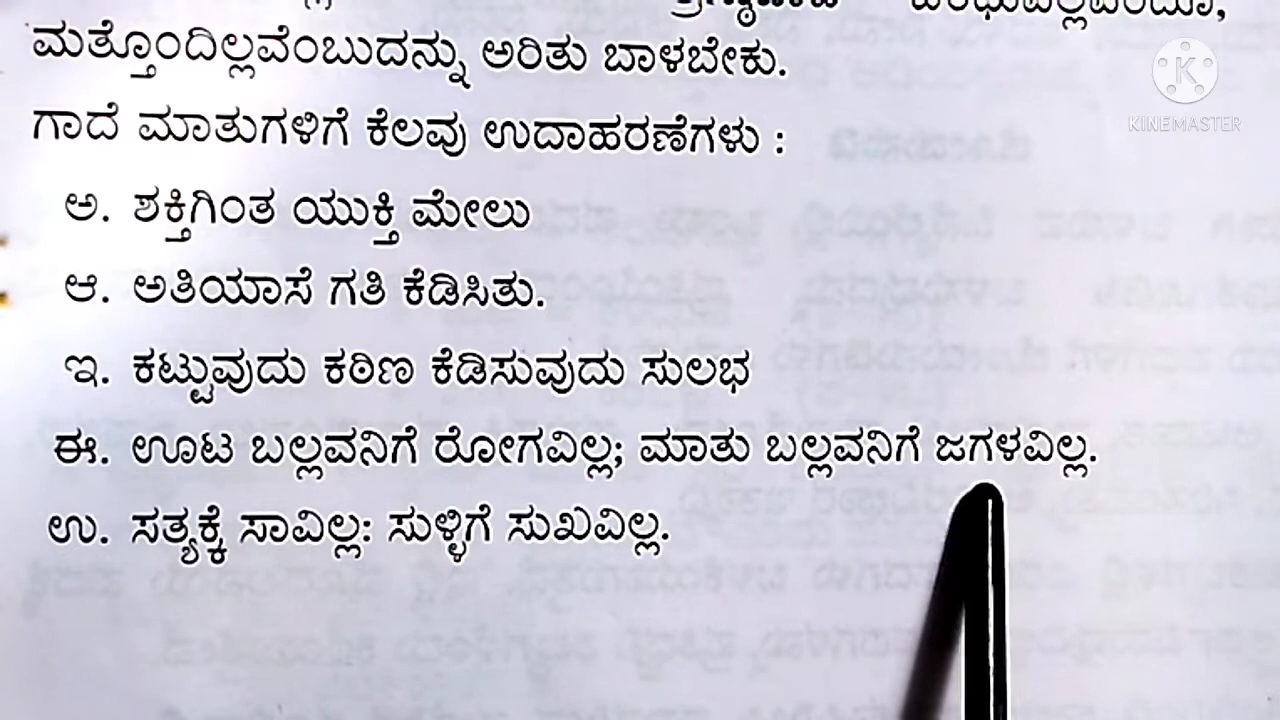 ಮತ್ತೊಂದಿಲ್ಲವೆಂಬುದನ್ನು ಅರಿತು ಬಾಳಬೇಕು.
KINEMASTER
ಗಾದೆ ಮಾತುಗಳಿಗೆ ಕೆಲವು ಉದಾಹರಣೆಗಳು :
ಅ. ಶಕ್ತಿಗಿಂತ ಯುಕ್ತಿ ಮೇಲು
ಆ. ಅತಿಯಾಸೆ ಗತಿ ಕೆಡಿಸಿತು.
ಇ. ಕಟ್ಟುವುದು ಕಠಿಣ ಕೆಡಿಸುವುದು ಸುಲಭ
ಈ. ಊಟ ಬಲ್ಲವನಿಗೆ ರೋಗವಿಲ್ಲ; ಮಾತು ಬಲ್ಲವನಿಗೆ ಜಗಳವಿಲ್ಲ.
ಉ. ಸತ್ಯಕ್ಕೆ ಸಾವಿಲ್ಲ: ಸುಳ್ಳಿಗೆ ಸುಖವಿಲ್ಲ.